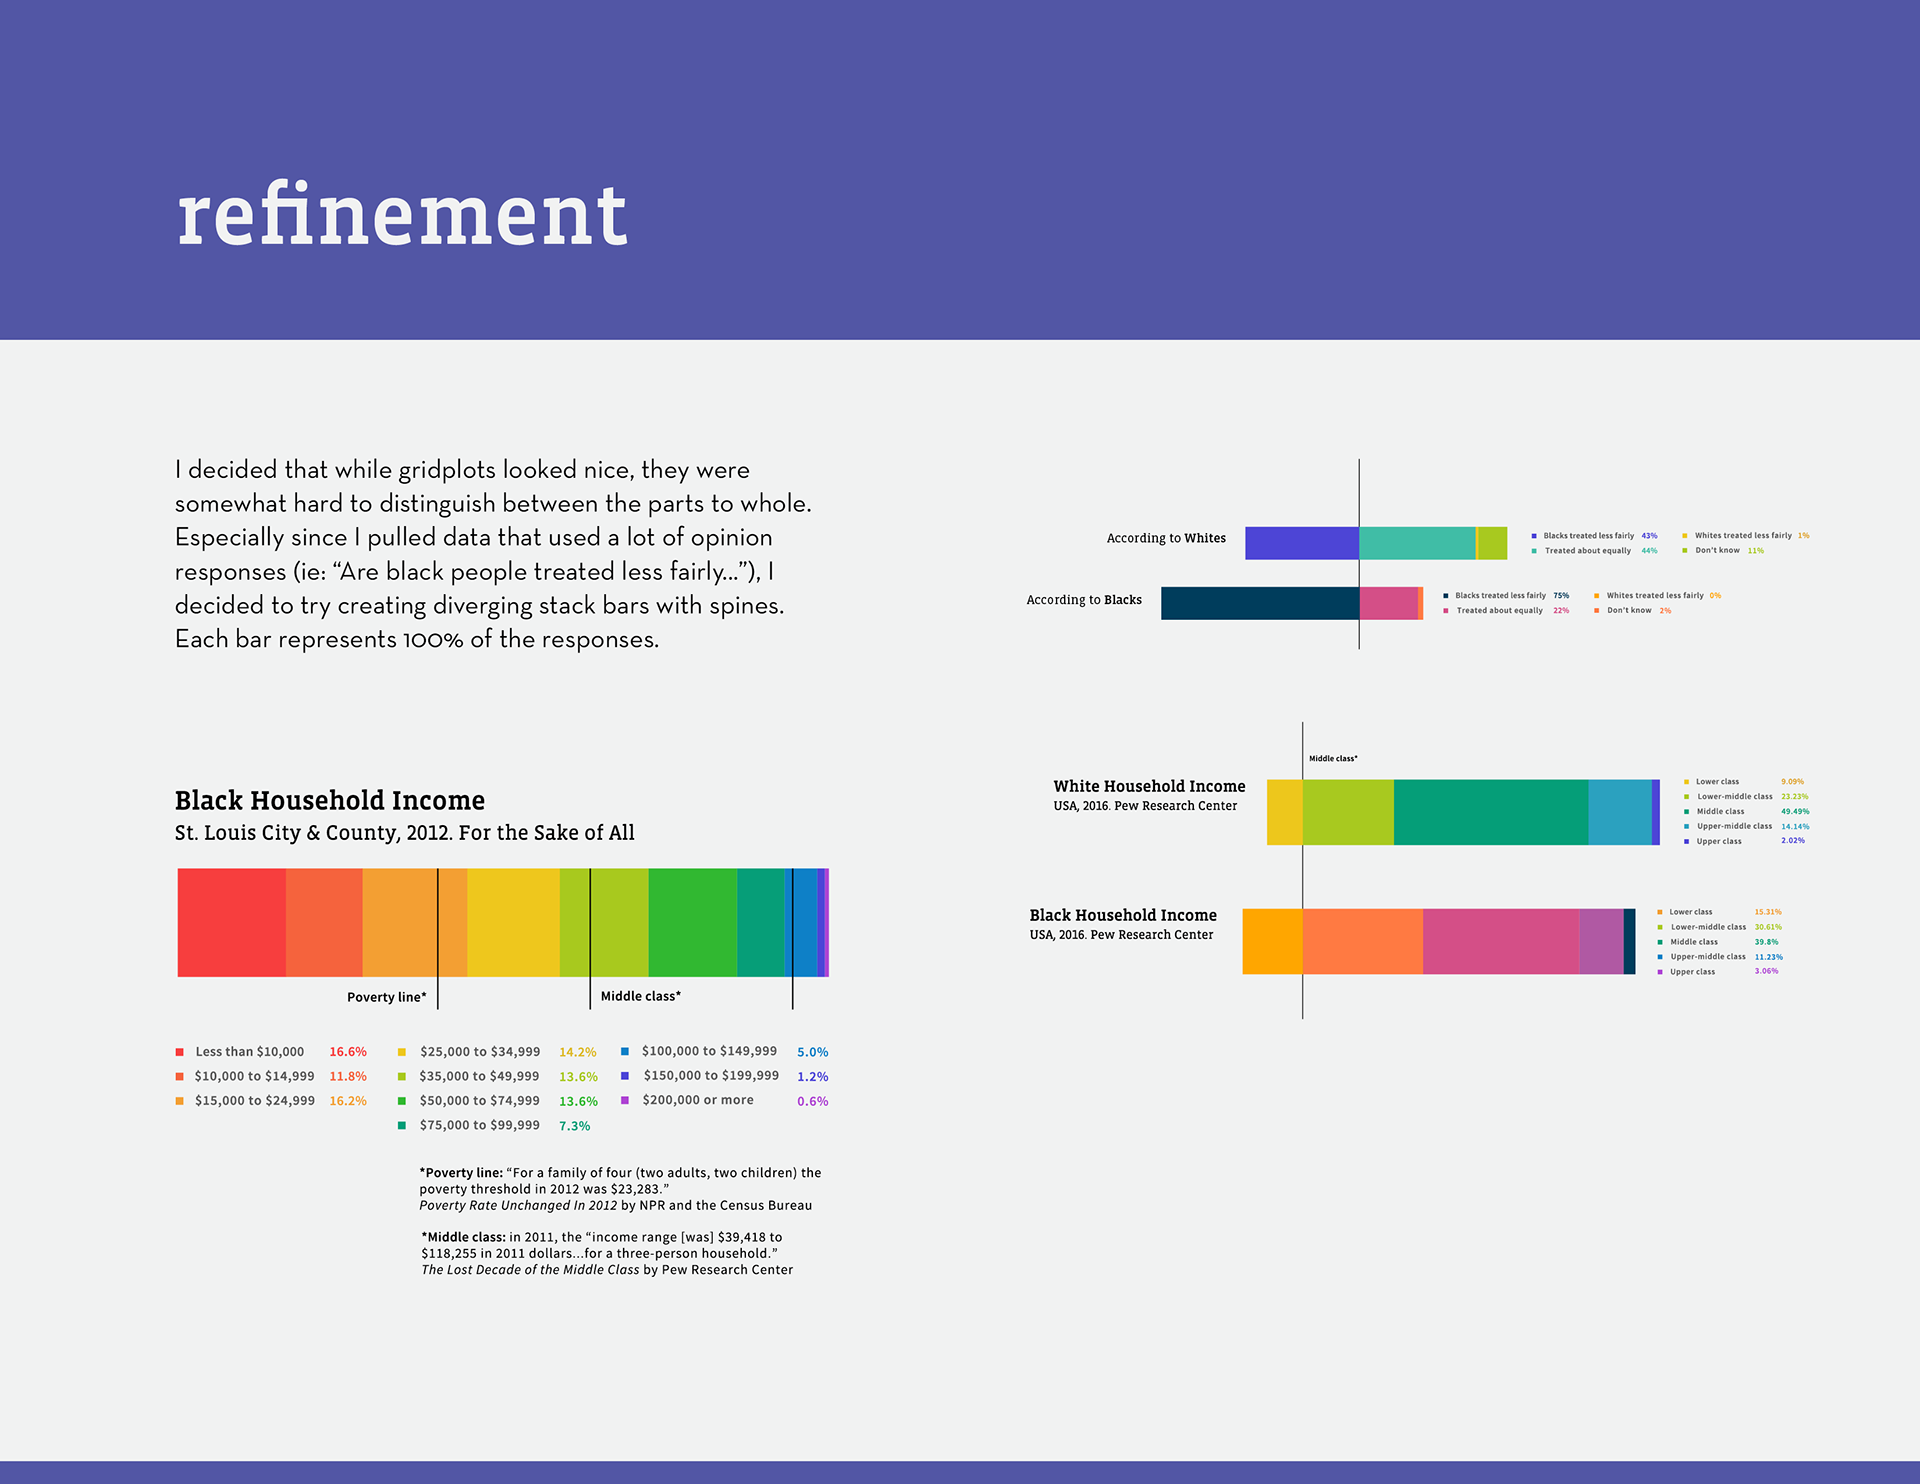 refinement
I decided that while gridplots looked nice, they were
somewhat hard to distinguish between the parts to whole.
Especially since I pulled data that used a lot of opinion
responses (ie: “Are black people treated less fairly...”), I
decided to try creating diverging stack bars with spines.
Each bar represents 100% of the responses.
Black Household Income
St. Louis City & County, 2012. For the Sake of All
Poverty line*
Middle class*
Less than $10,000 16.6%
$10,000 to $14,999 11.8%
$15,000 to $24,999 16.2%
$25,000 to $34,999 14.2%
$35,000 to $49,999 13.6%
$50,000 to $74,999 13.6%
$75,000 to $99,999 7.3%
$100,000 to $149,999 5.0%
$150,000 to $199,999 1.2%
$200,000 or more 0.6%
*Poverty line: “For a family of four (two adults, two children) the
poverty threshold in 2012 was $23,283.”
Poverty Rate Unchanged In 2012 by NPR and the Census Bureau
*Middle class: in 2011, the “income range [was] $39,418 to
$118,255 in 2011 dollars...for a three-person household.”
The Lost Decade of the Middle Class by Pew Research Center
According to Whites
Blacks treated less fairly 43%
Treated about equally 44%
Whites treated less fairly 1%
Don't know 11%
According to Blacks
Blacks treated less fairly 75%
Treated about equally 22%
Whites treated less fairly 0%
Don't know 2%
Middle class*
White Household Income
USA, 2016. Pew Research Center
Lower class 9.09%
Lower-middle class 23.23%
Middle class 49.49%
Upper-middle class 14.14%
Upper class 2.02%
Black Household Income
USA, 2016. Pew Research Center
Lower class 15.31%
Lower-middle class 30.61%
Middle class 39.8%
Upper-middle class 11.23%
Upper class 3.06%